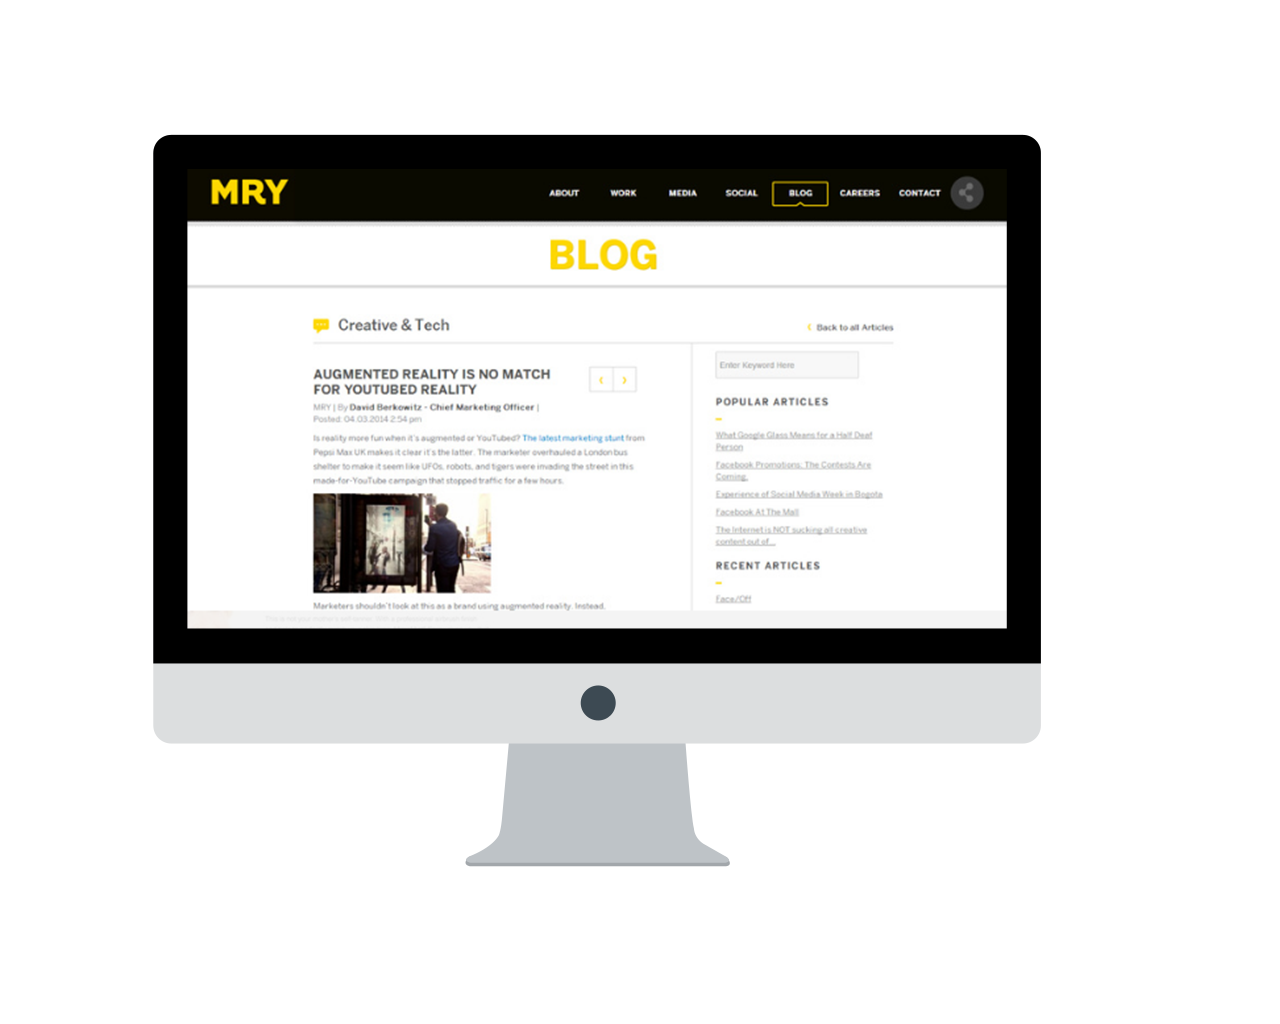 MRY
ABOUT WORK MEDIA SOCIAL BLOG CAREERS CONTACT
BLOG
Creative & Tech
Back to all Articles
AUGMENTED REALITY IS NO MATCH
FOR YOUTUBED REALITY
MRY | By David Berkowitz - Chief Marketing Officer |
Posted: 04.03.2014 2:54 pm
Is reality more fun when it's augmented or YouTubed? The latest marketing stunt from
Pepsi Max UK makes it clear it's the latter. The marketer overhauled a London bus
shelter to make it seem like UFOs, robots, and tigers were invading the street in this
made-for-YouTube campaign that stopped traffic for a few hours.
Marketers shouldn't look at this as a brand using augmented reality. Instead,
Enter Keyword Here
POPULAR ARTICLES
What Google Glass Means for a Half Deaf
Person
Facebook Promotions: The Contests Are
Coming.
Experience of Social Media Week in Bogota
Facebook At The Mall
The Internet is NOT sucking all creative
content out of...
RECENT ARTICLES
Face/Off